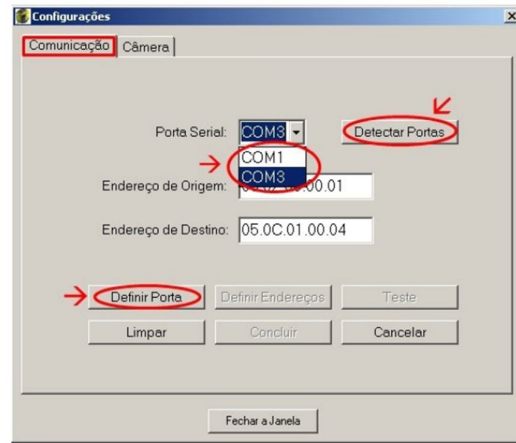 Configurações
Comunicação Câmera
Porta Serial: COM3 Detectar Portas
COM1
COM3
Endereço de Origem: .00.01
Endereço de Destino: 05.0C.01.00.04
Definir Porta Definir Endereços Teste
Limpar Concluir Cancelar
Fechar a Janela